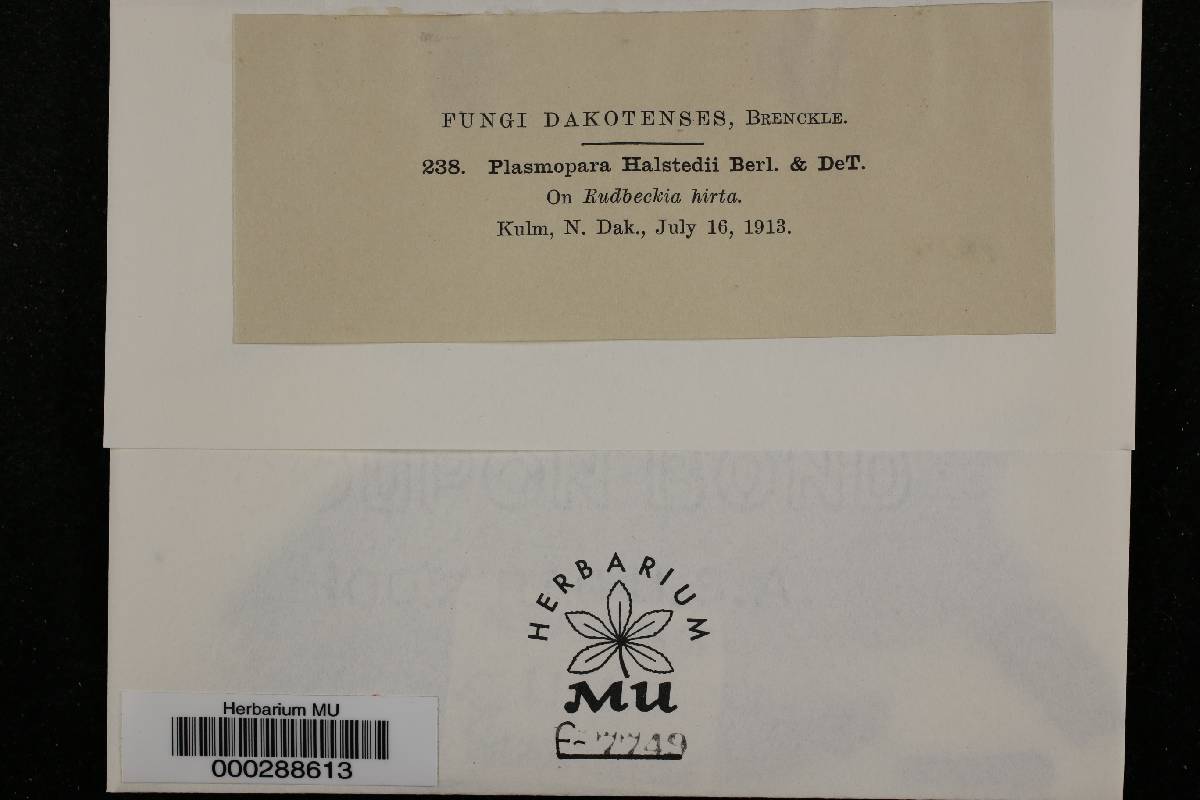 FUNGI DAKOTENSES, BRENCKLE.
238. Plasmopara Halstedii Berl. & DeT.
On Rudbeckia hirta.
Kulm, N. Dak., July 16, 1913.
HERBARIUM
MU
F-7749
Herbarium MU
000288613